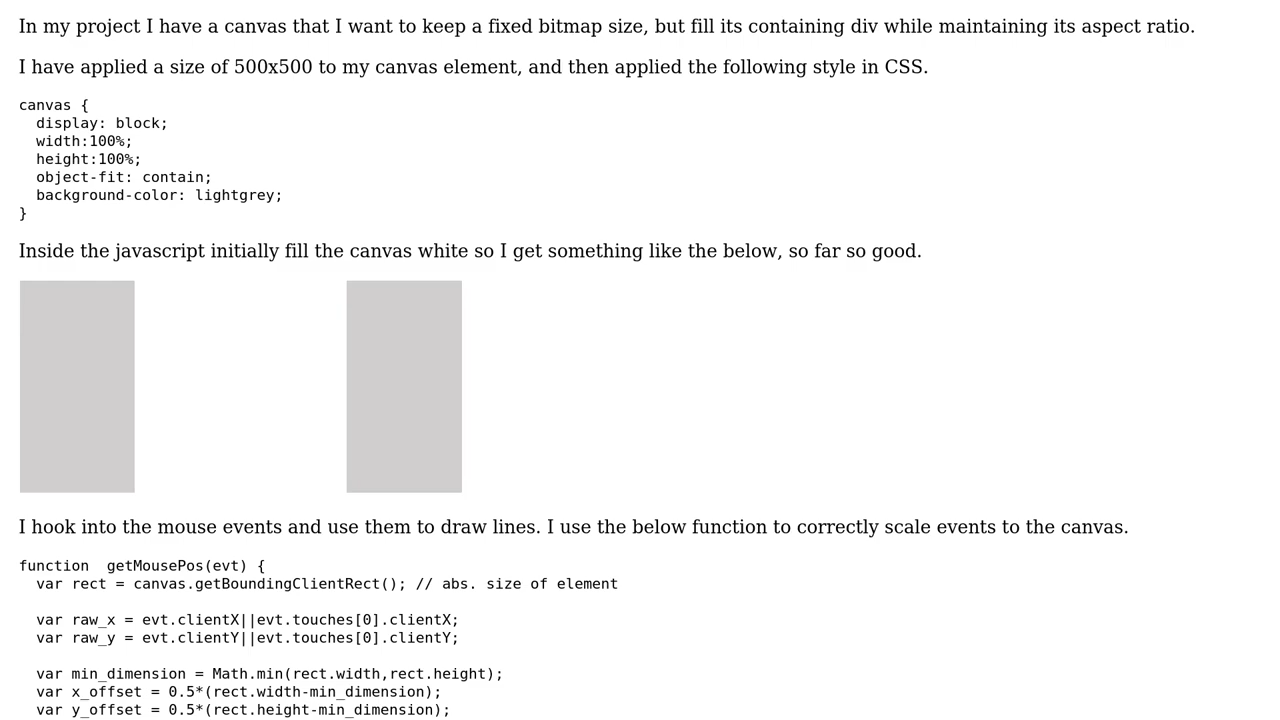 In my project I have a canvas that I want to keep a fixed bitmap size, but fill its containing div while maintaining its aspect ratio.
I have applied a size of 500x500 to my canvas element, and then applied the following style in CSS.
canvas {
  display: block;
  width:100%;
  height:100%;
  object-fit: contain;
  background-color: lightgrey;
}
Inside the javascript initially fill the canvas white so I get something like the below, so far so good.
I hook into the mouse events and use them to draw lines. I use the below function to correctly scale events to the canvas.
function  getMousePos(evt) {
  var rect = canvas.getBoundingClientRect(); // abs. size of element
  var raw_x = evt.clientX||evt.touches[0].clientX;
  var raw_y = evt.clientY||evt.touches[0].clientY;
  var min_dimension = Math.min(rect.width,rect.height);
  var x_offset = 0.5*(rect.width-min_dimension);
  var y_offset = 0.5*(rect.height-min_dimension);